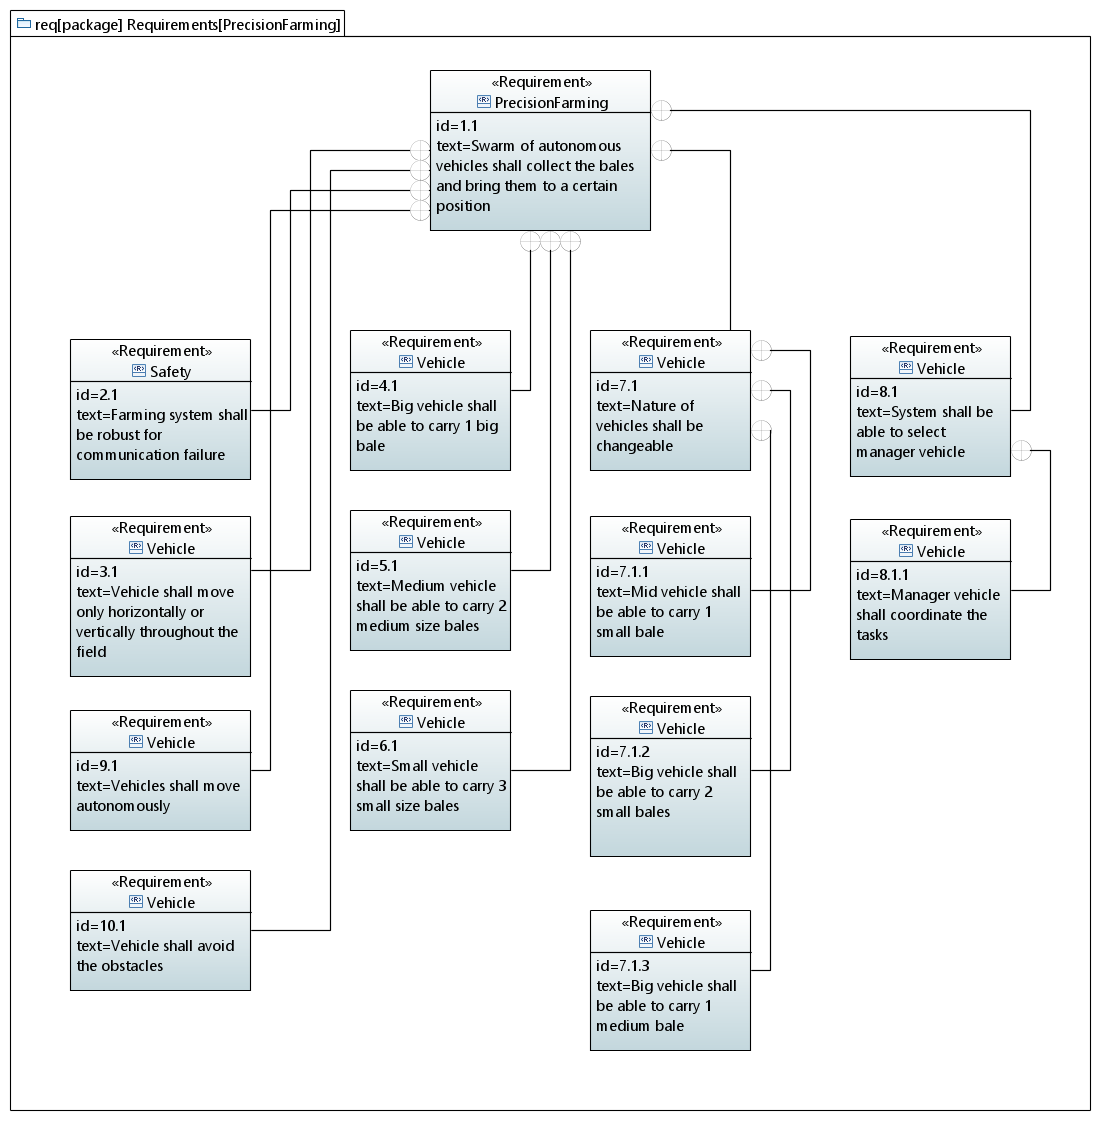 req[package] Requirements[PrecisionFarming]
«Requirement»
PrecisionFarming
id=1.1
text=Swarm of autonomous
vehicles shall collect the bales
and bring them to a certain
position
«Requirement»
Safety
id=2.1
text=Farming system shall
be robust for
communication failure
«Requirement»
Vehicle
id=4.1
text=Big vehicle shall
be able to carry 1 big
bale
«Requirement»
Vehicle
id=7.1
text=Nature of
vehicles shall be
changeable
«Requirement»
Vehicle
id=8.1
text=System shall be
able to select
manager vehicle
«Requirement»
Vehicle
id=3.1
text=Vehicle shall move
only horizontally or
vertically throughout the
field
«Requirement»
Vehicle
id=5.1
text=Medium vehicle
shall be able to carry 2
medium size bales
«Requirement»
Vehicle
id=7.1.1
text=Mid vehicle shall
be able to carry 1
small bale
«Requirement»
Vehicle
id=8.1.1
text=Manager vehicle
shall coordinate the
tasks
«Requirement»
Vehicle
id=9.1
text=Vehicles shall move
autonomously
«Requirement»
Vehicle
id=6.1
text=Small vehicle
shall be able to carry 3
small size bales
«Requirement»
Vehicle
id=7.1.2
text=Big vehicle shall
be able to carry 2
small bales
«Requirement»
Vehicle
id=10.1
text=Vehicle shall avoid
the obstacles
«Requirement»
Vehicle
id=7.1.3
text=Big vehicle shall
be able to carry 1
medium bale